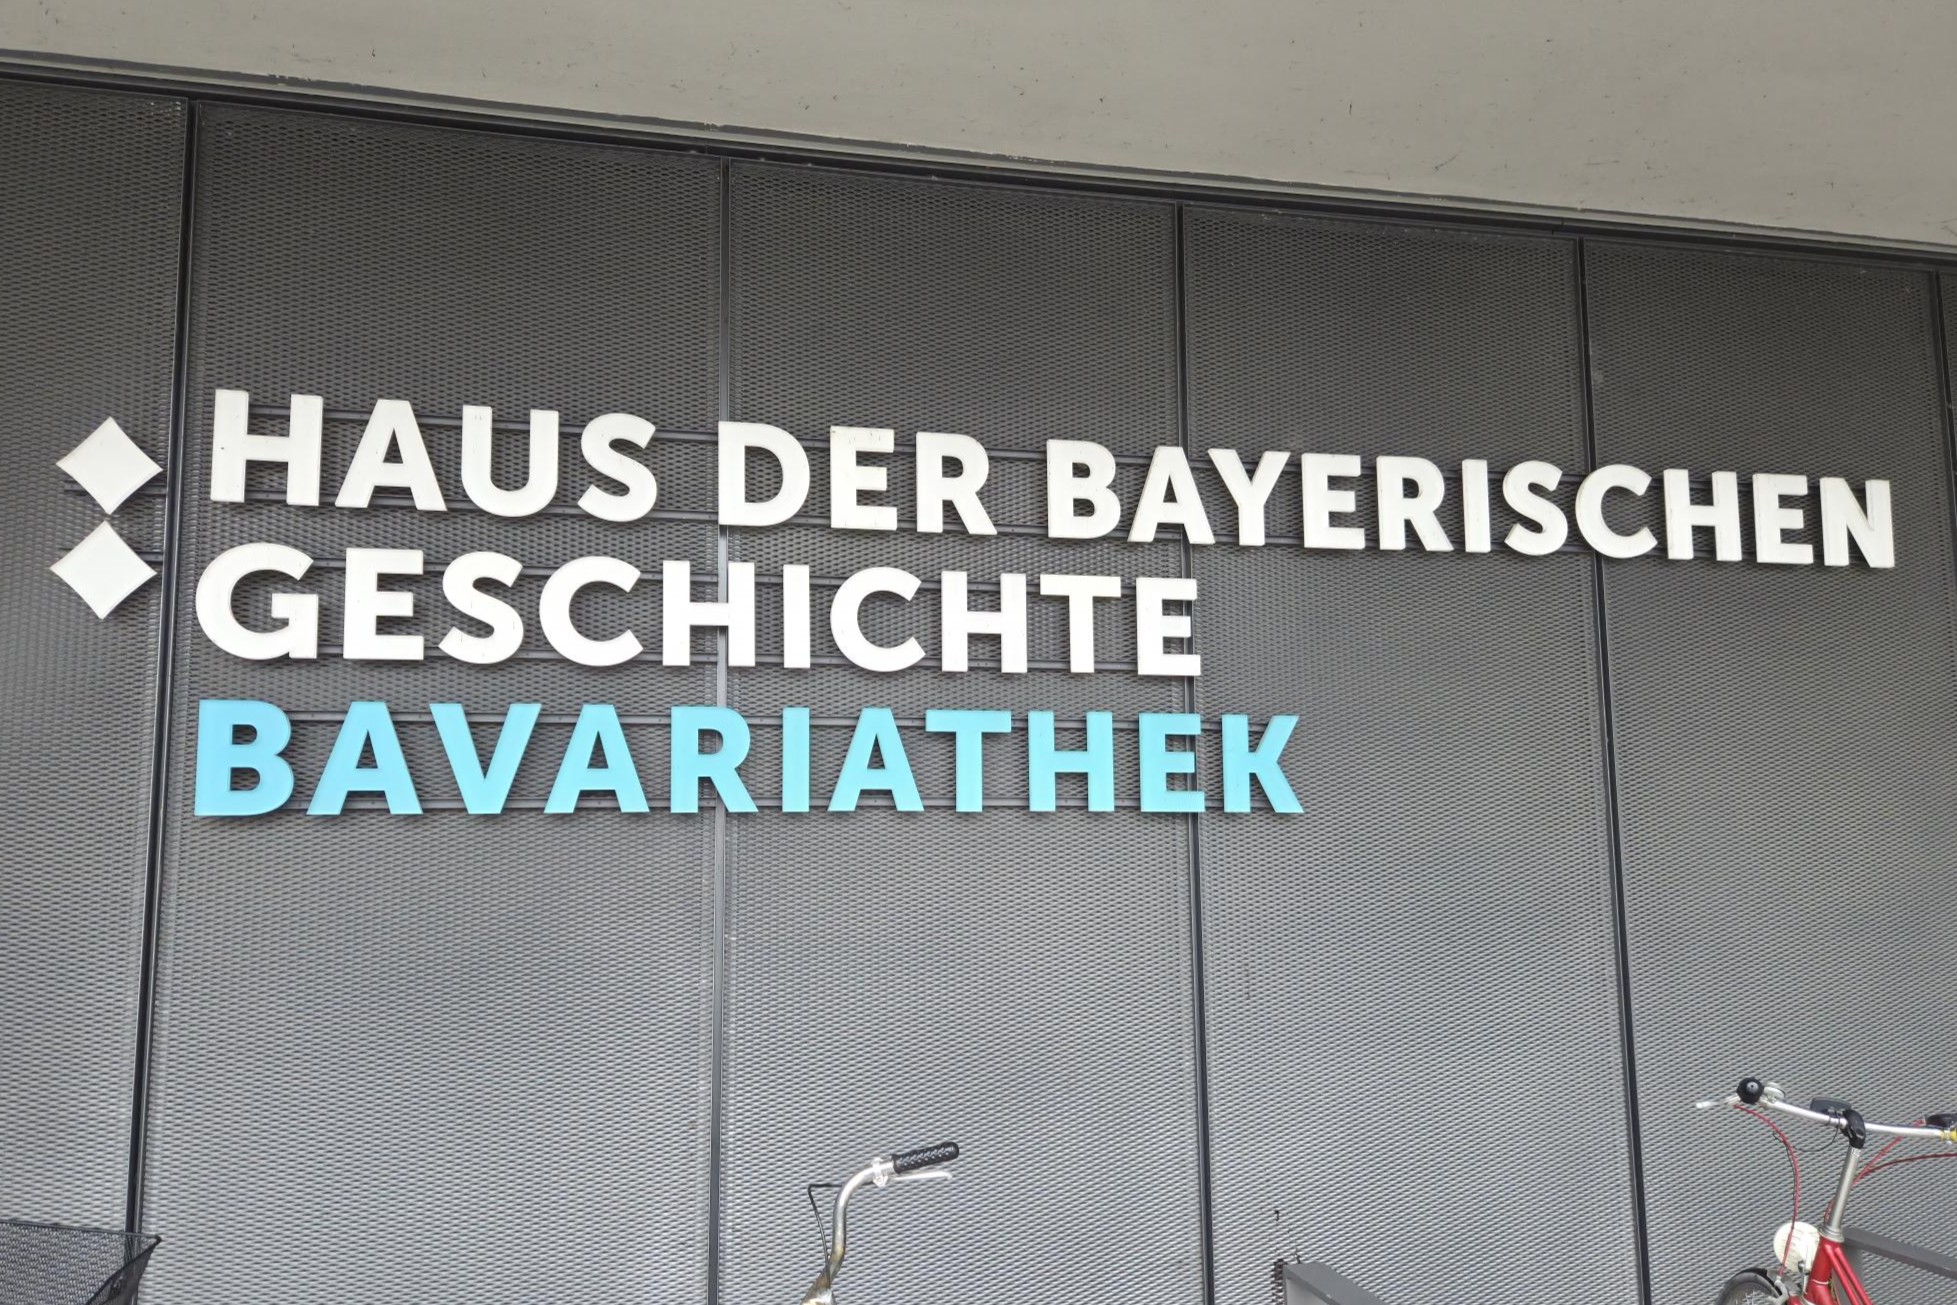 HAUS DER BAYERISCHEN
GESCHICHTE
BAVARIATHEK